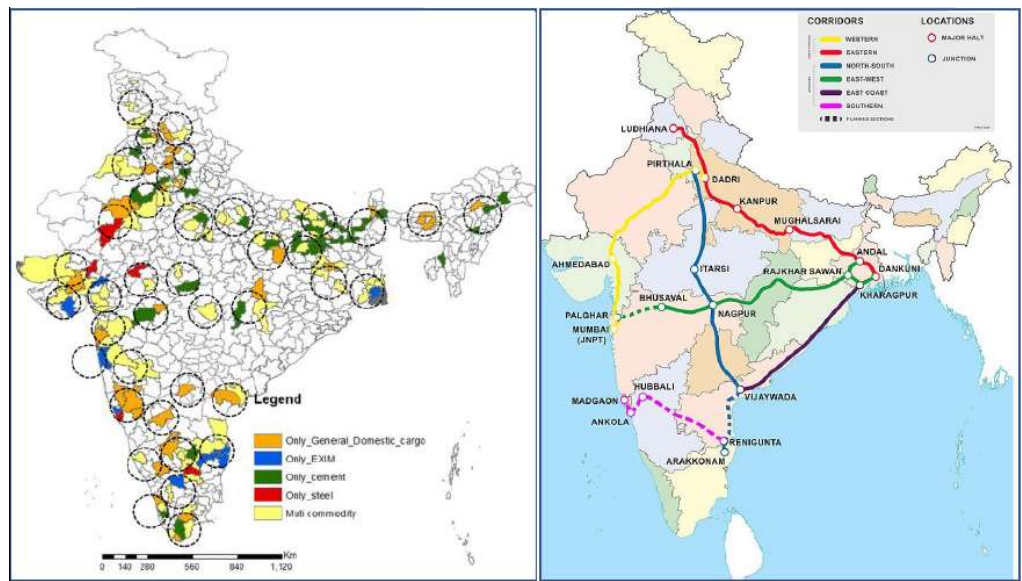 Legend
Only_General_Domestic_cargo
Only_EXIM
Only_cement
Only_steel
Muti commodity
Km
0 140 280 560 840 1,120
CORRIDORS
WESTERN
EASTERN
NORTH-SOUTH
EAST-WEST
EAST COAST
SOUTHERN
LOCATIONS
MAJOR HALT
JUNCTION
LUDHIANA
PIRTHALA
DADRI
KANPUR
MUGHALSARAI
AHMEDABAD
ITARSI
ANDAL
RAJKHAR SAWAN
DANKUNI
KHARAGPUR
BHUSAVAL
PALGHAR
NAGPUR
MUMBAI
(JNPT)
HUBBALI
MADGAON
VIJAYWADA
ANKOLA
RENIGUNTA
ARAKKONAM